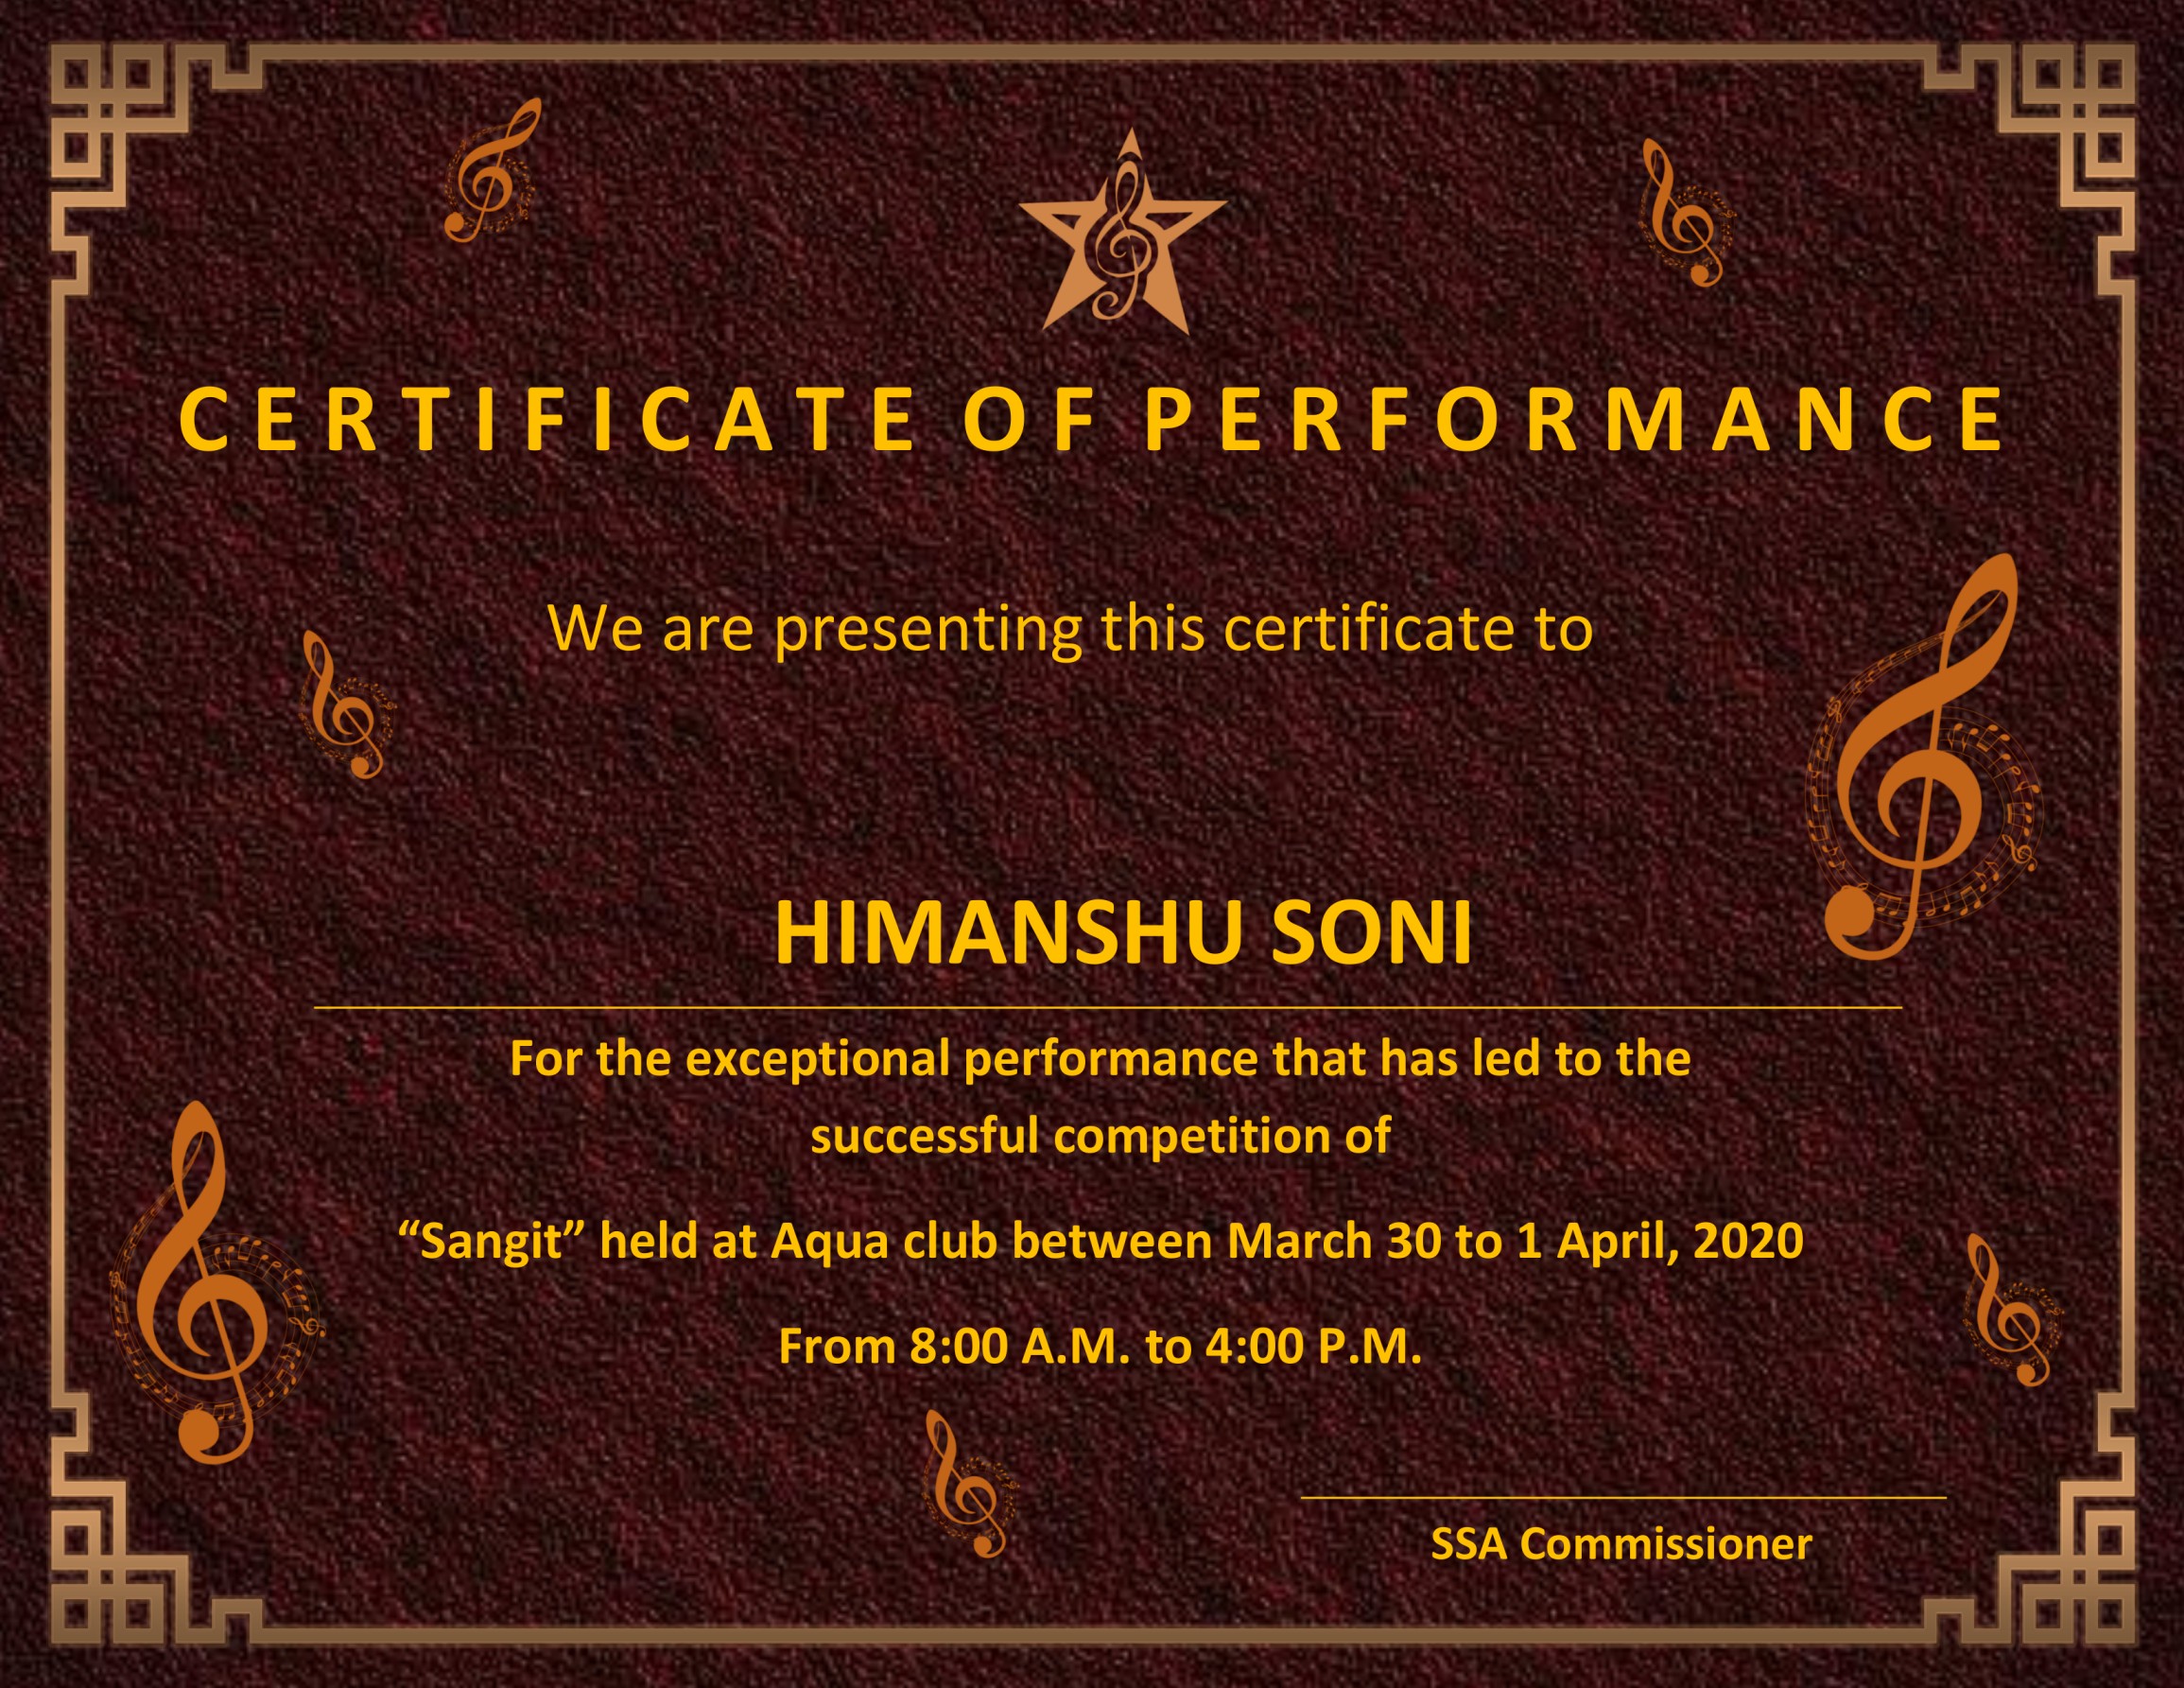 CERTIFICATE OF PERFORMANCE
We are presenting this certificate to
HIMANSHU SONI
For the exceptional performance that has led to the
successful competition of
“Sangit” held at Aqua club between March 30 to 1 April, 2020
From 8:00 A.M. to 4:00 P.M.
SSA Commissioner